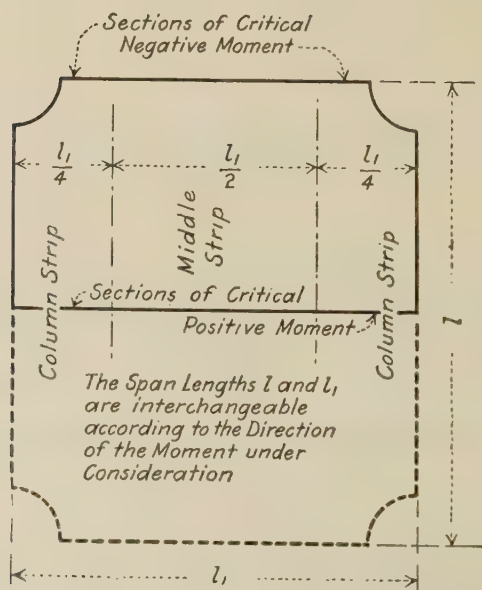 Sections of Critical
Negative Moment
l₁/4
l₁/2
l₁/4
Column Strip
Middle
Strip
Column Strip
Sections of Critical
Positive Moment
l
The Span Lengths l and l₁
are interchangeable
according to the Direction
of the Moment under
Consideration
l₁